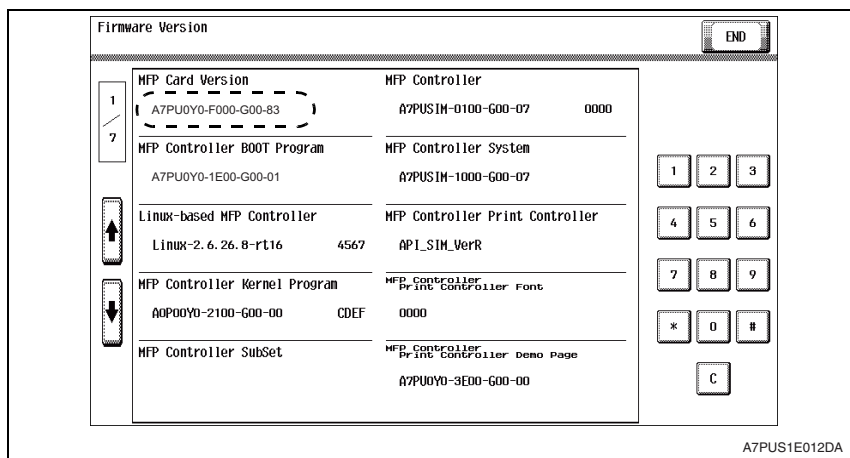 Firmware Version
END
1
7
MFP Card Version
A7PU0Y0-F000-G00-83
MFP Controller BOOT Program
A7PU0Y0-1E00-G00-01
Linux-based MFP Controller
Linux-2.6.26.8-rt16 4567
MFP Controller Kernel Program
A0P00Y0-2100-G00-00 CDEF
MFP Controller SubSet
MFP Controller
A7PUSIM-0100-G00-07 0000
MFP Controller System
A7PUSIM-1000-G00-07
MFP Controller Print Controller
API_SIM_VerR
MFP Controller
Print Controller Font
0000
MFP Controller
Print Controller Demo Page
A7PU0Y0-3E00-G00-00
1 2 3
4 5 6
7 8 9
* 0 #
C
A7PUS1E012DA